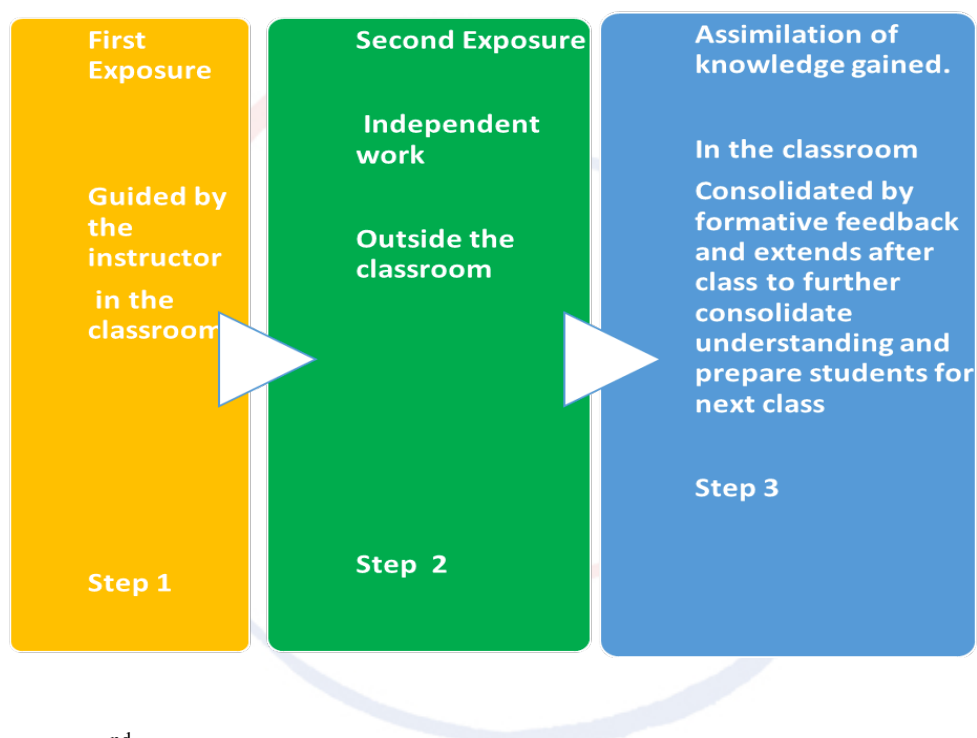 First
Exposure
Guided by
the
instructor
in the
classroom
Step 1
Second Exposure
Independent
work
Outside the
classroom
Step 2
Assimilation of
knowledge gained.
In the classroom
Consolidated by
formative feedback
and extends after
class to further
consolidate
understanding and
prepare students for
next class
Step 3
nd